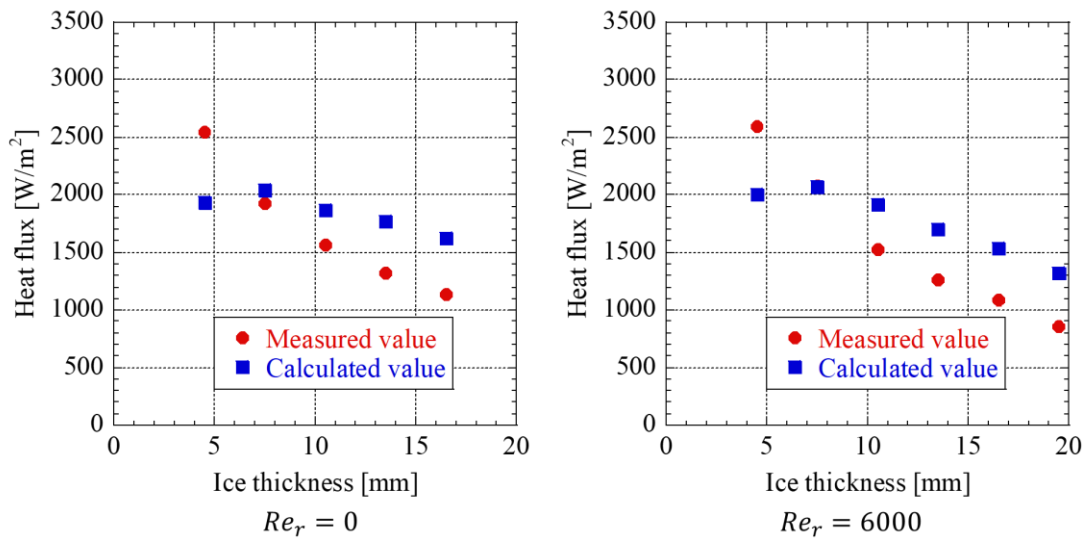 3500
3000
2500
2000
1500
1000
500
0
Heat flux [W/m²]
Measured value
Calculated value
0 5 10 15 20
Ice thickness [mm]
Re_r = 0
3500
3000
2500
2000
1500
1000
500
0
Heat flux [W/m²]
Measured value
Calculated value
0 5 10 15 20
Ice thickness [mm]
Re_r = 6000